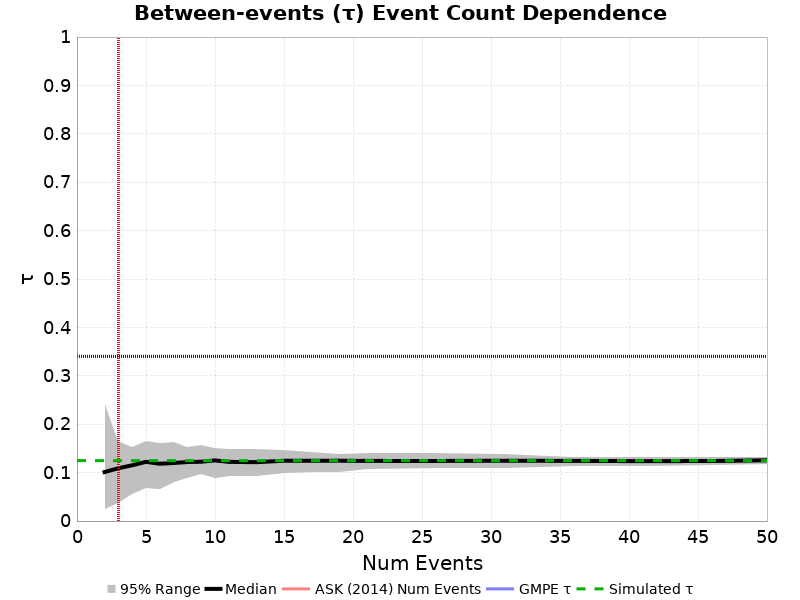 Between-events (τ) Event Count Dependence
1
0.9
0.8
0.7
0.6
0.5
0.4
0.3
0.2
0.1
0
τ
0 5 10 15 20 25 30 35 40 45 50
Num Events
95% Range Median ASK (2014) Num Events GMPE τ Simulated τ